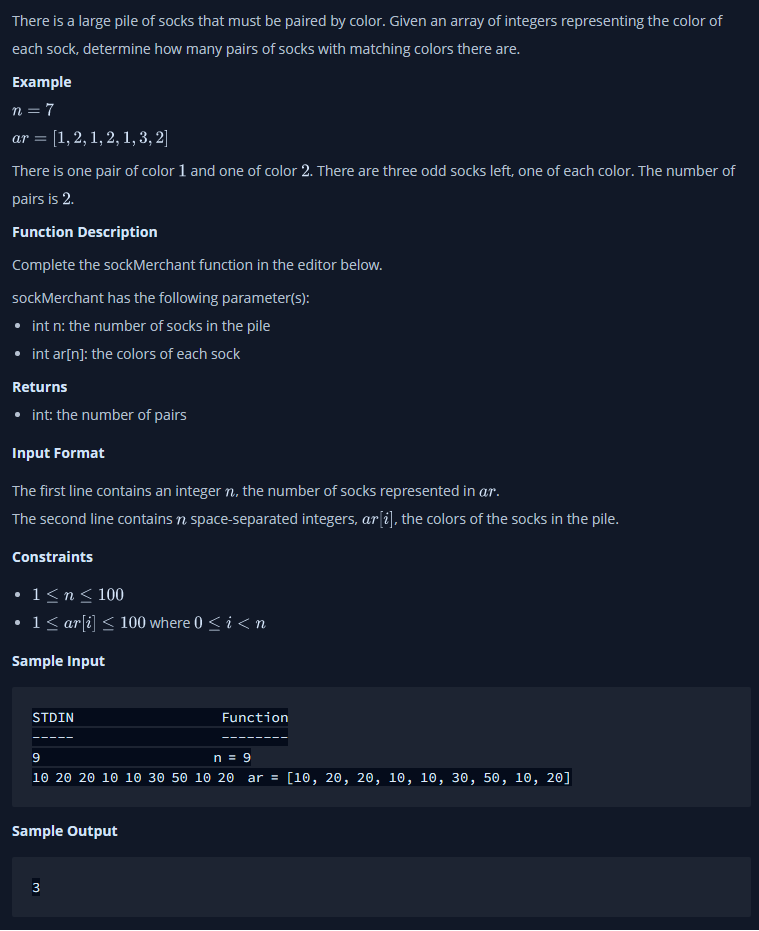 There is a large pile of socks that must be paired by color. Given an array of integers representing the color of
each sock, determine how many pairs of socks with matching colors there are.
Example
n = 7
ar = [1, 2, 1, 2, 1, 3, 2]
There is one pair of color 1 and one of color 2. There are three odd socks left, one of each color. The number of
pairs is 2.
Function Description
Complete the sockMerchant function in the editor below.
sockMerchant has the following parameter(s):
• int n: the number of socks in the pile
• int ar[n]: the colors of each sock
Returns
• int: the number of pairs
Input Format
The first line contains an integer n, the number of socks represented in ar.
The second line contains n space-separated integers, ar[i], the colors of the socks in the pile.
Constraints
• 1 ≤ n ≤ 100
• 1 ≤ ar[i] ≤ 100 where 0 ≤ i < n
Sample Input
STDIN Function
----- --------
9 n = 9
10 20 20 10 10 30 50 10 20 ar = [10, 20, 20, 10, 10, 30, 50, 10, 20]
Sample Output
3